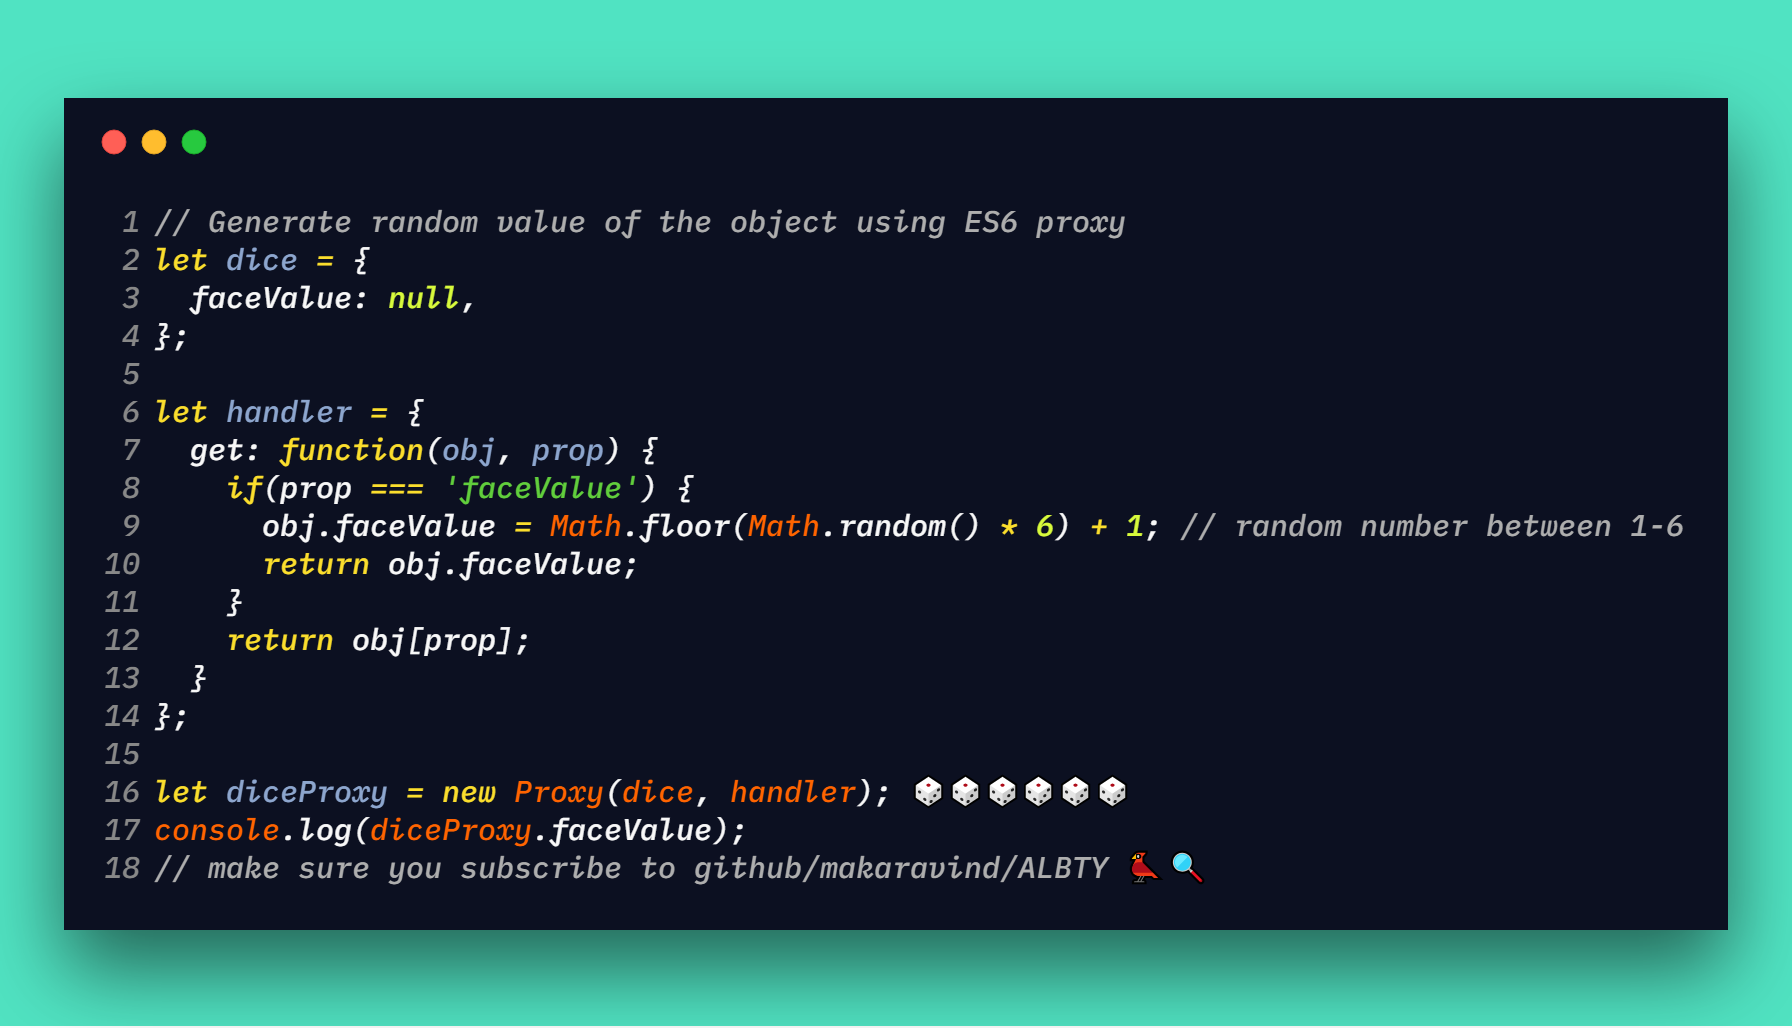 1 // Generate random value of the object using ES6 proxy
2 let dice = {
3   faceValue: null,
4 };
5
6 let handler = {
7   get: function(obj, prop) {
8     if(prop === 'faceValue') {
9       obj.faceValue = Math.floor(Math.random() * 6) + 1; // random number between 1-6
10       return obj.faceValue;
11     }
12     return obj[prop];
13   }
14 };
15
16 let diceProxy = new Proxy(dice, handler); 🎲🎲🎲🎲🎲🎲
17 console.log(diceProxy.faceValue);
18 // make sure you subscribe to github/makaravind/ALBTY 🐦🔍